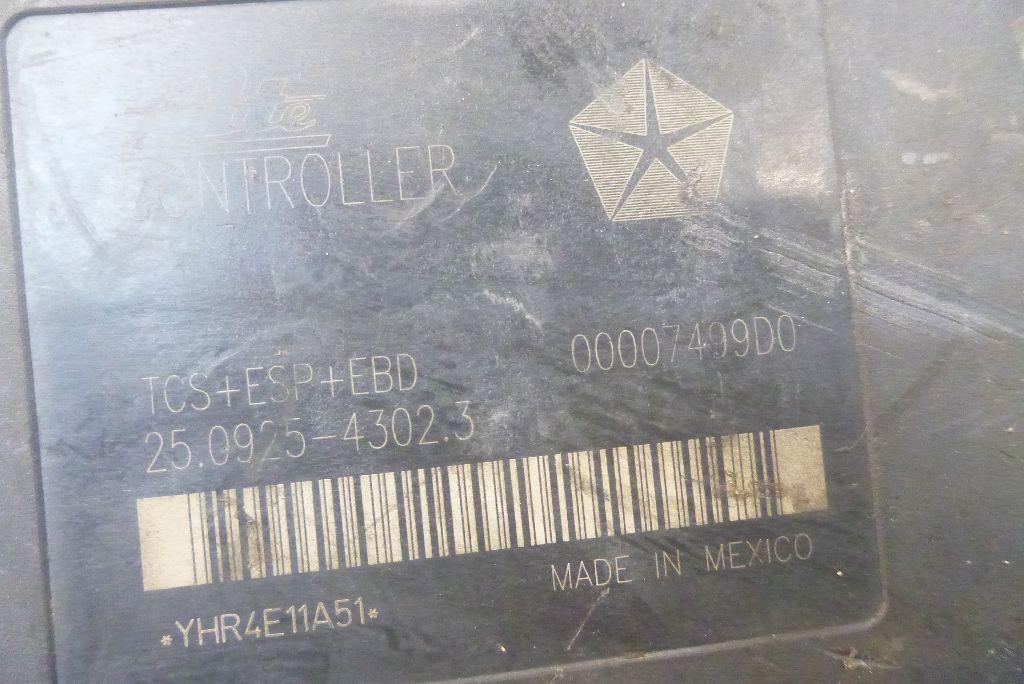 CONTROLLER
TCS+ESP+EBD
00007499D0
25.0925-4302.3
*YHR4E11A51*
MADE IN MEXICO